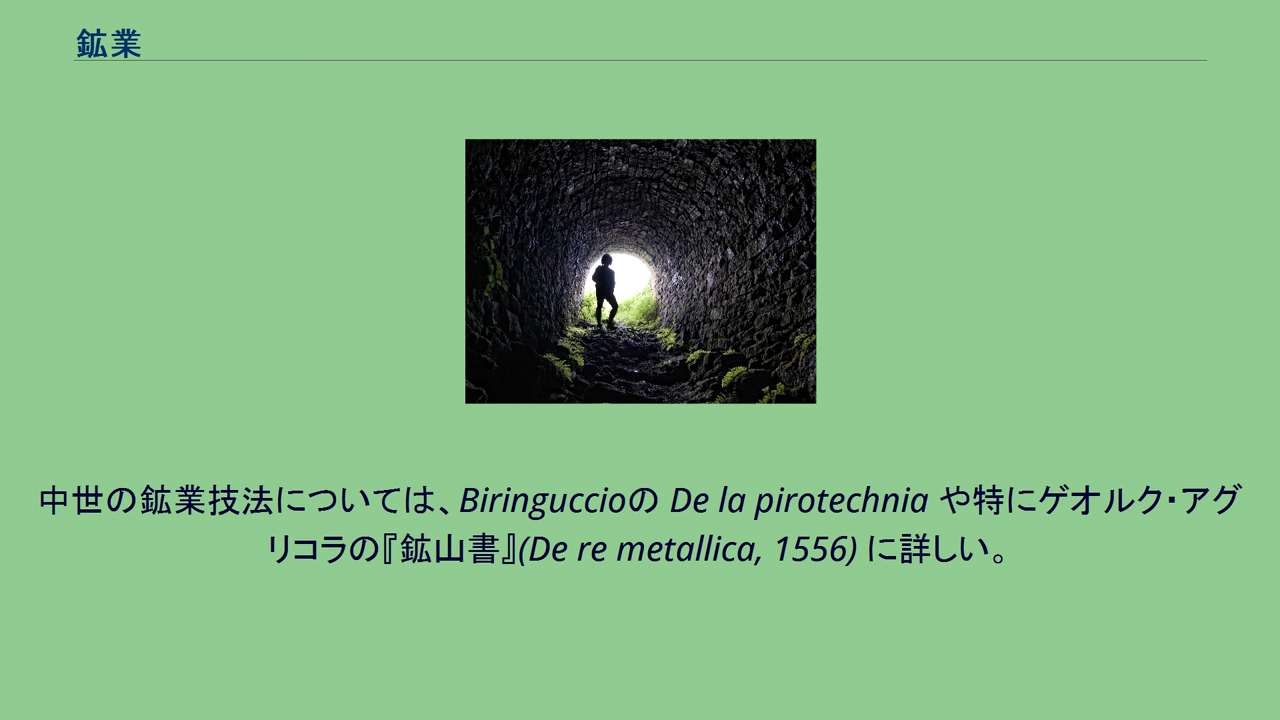 鉱業
中世の鉱業技法については、Biringuccioの De la pirotechnia や特にゲオルク・アグ
リコラの『鉱山書』(De re metallica, 1556) に詳しい。